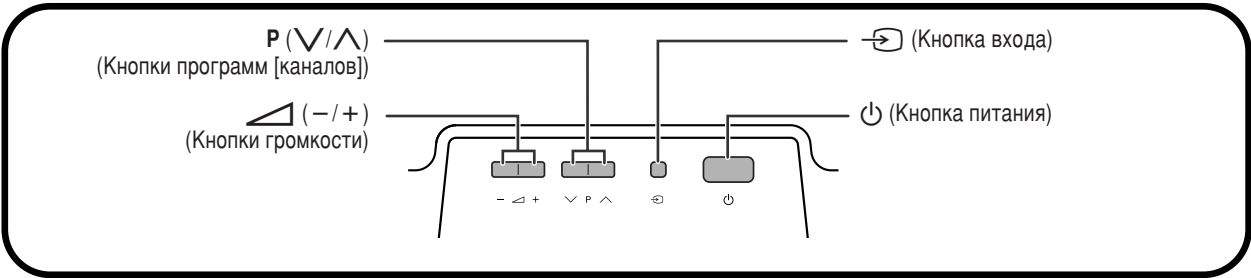 P (∨/∧)
(Кнопки программ [каналов])
(−/+)
(Кнопки громкости)
(Кнопка входа)
(Кнопка питания)
− + ∨ P ∧